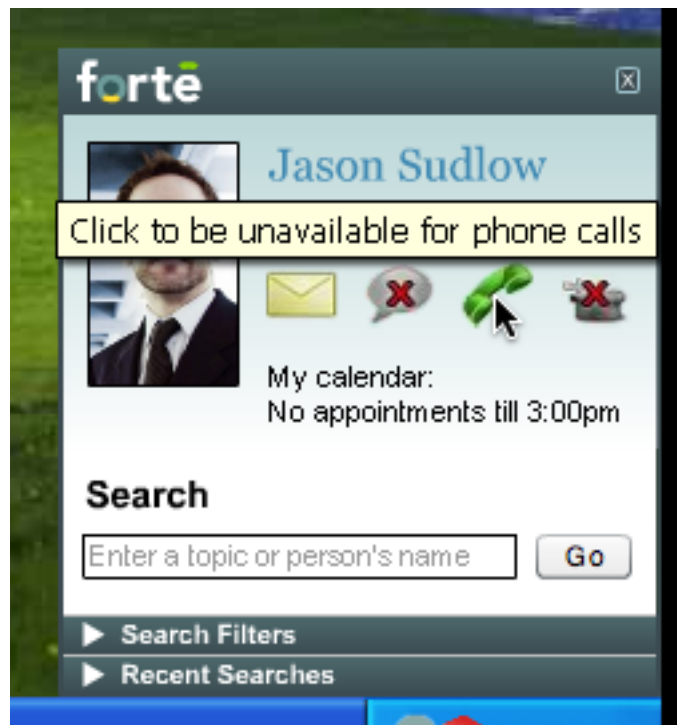 fortē
x
Jason Sudlow
Click to be unavailable for phone calls
My calendar:
No appointments till 3:00pm
Search
Enter a topic or person's name
Go
Search Filters
Recent Searches